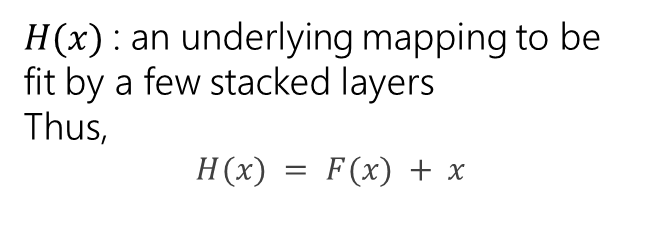 H(x) : an underlying mapping to be
fit by a few stacked layers
Thus,
H(x) = F(x) + x